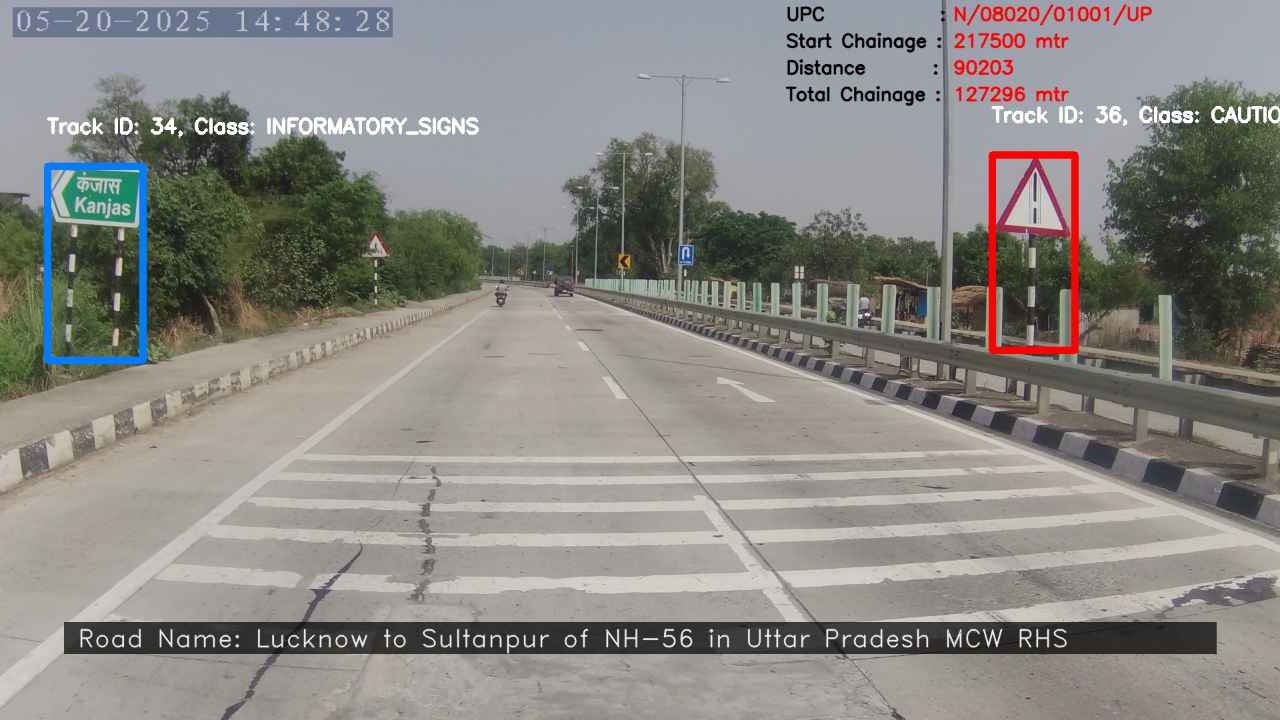 05-20-2025 14:48:28
UPC : N/08020/01001/UP
Start Chainage : 217500 mtr
Distance : 90203
Total Chainage : 127296 mtr
Track ID: 34, Class: INFORMATORY_SIGNS
Track ID: 36, Class: CAUTIO
कंजास
Kanjas
Road Name: Lucknow to Sultanpur of NH-56 in Uttar Pradesh MCW RHS